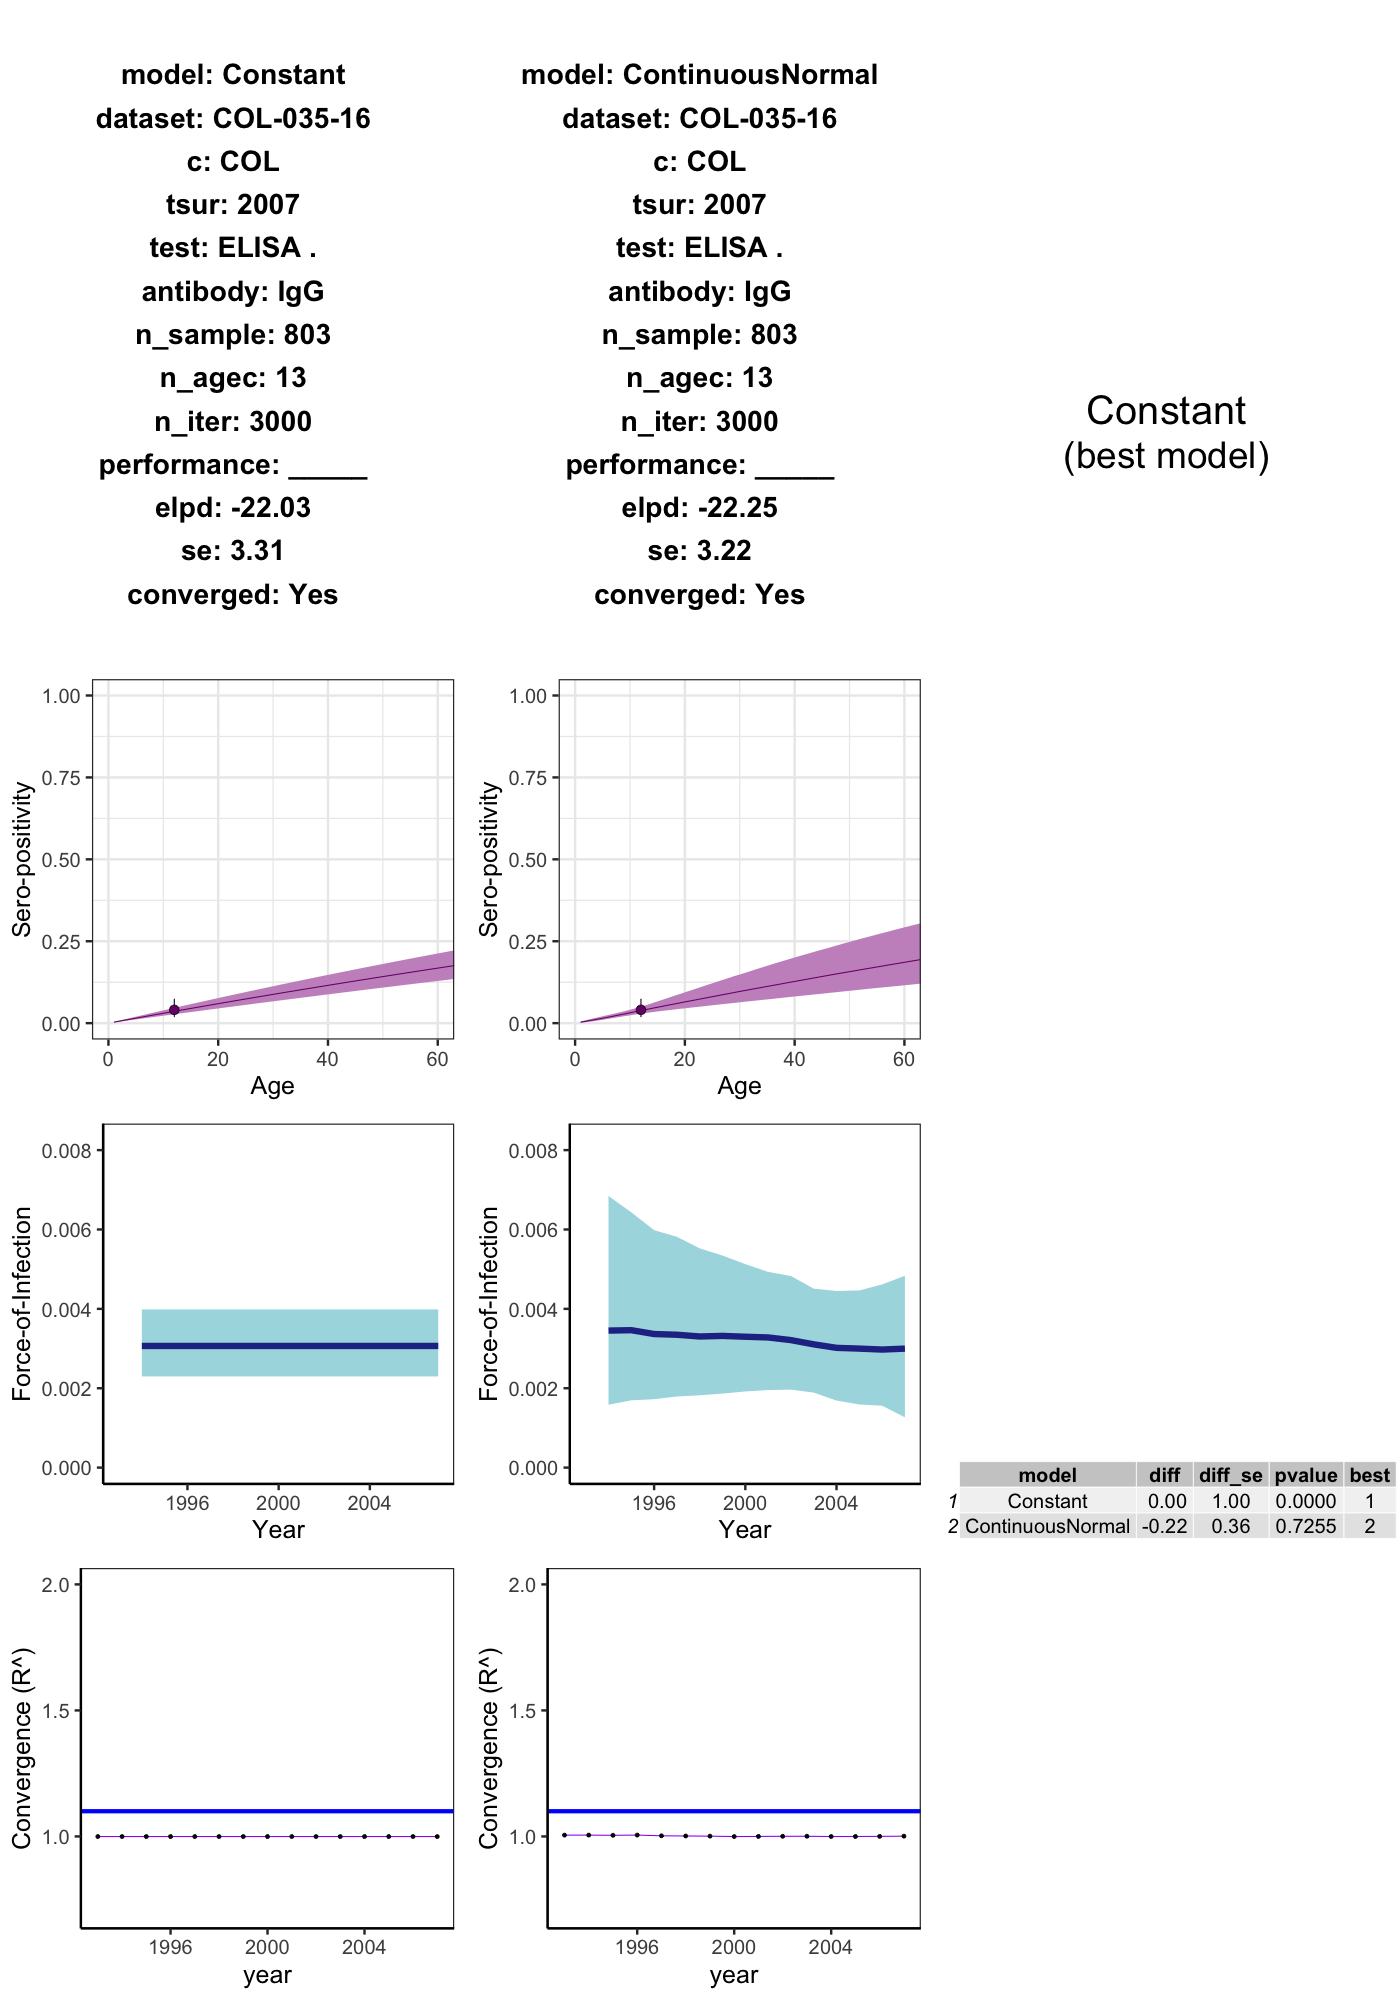 model: Constant
dataset: COL-035-16
c: COL
tsur: 2007
test: ELISA .
antibody: IgG
n_sample: 803
n_agec: 13
n_iter: 3000
performance: _____
elpd: -22.03
se: 3.31
converged: Yes
model: ContinuousNormal
dataset: COL-035-16
c: COL
tsur: 2007
test: ELISA .
antibody: IgG
n_sample: 803
n_agec: 13
n_iter: 3000
performance: _____
elpd: -22.25
se: 3.22
converged: Yes
Constant
(best model)
Sero-positivity
1.00
0.75
0.50
0.25
0.00
0 20 40 60
Age
Sero-positivity
1.00
0.75
0.50
0.25
0.00
0 20 40 60
Age
Force-of-Infection
0.008
0.006
0.004
0.002
0.000
1996 2000 2004
Year
Force-of-Infection
0.008
0.006
0.004
0.002
0.000
1996 2000 2004
Year
model diff diff_se pvalue best
1 Constant 0.00 1.00 0.0000 1
2 ContinuousNormal -0.22 0.36 0.7255 2
Convergence (R^)
2.0
1.5
1.0
1996 2000 2004
year
Convergence (R^)
2.0
1.5
1.0
1996 2000 2004
year